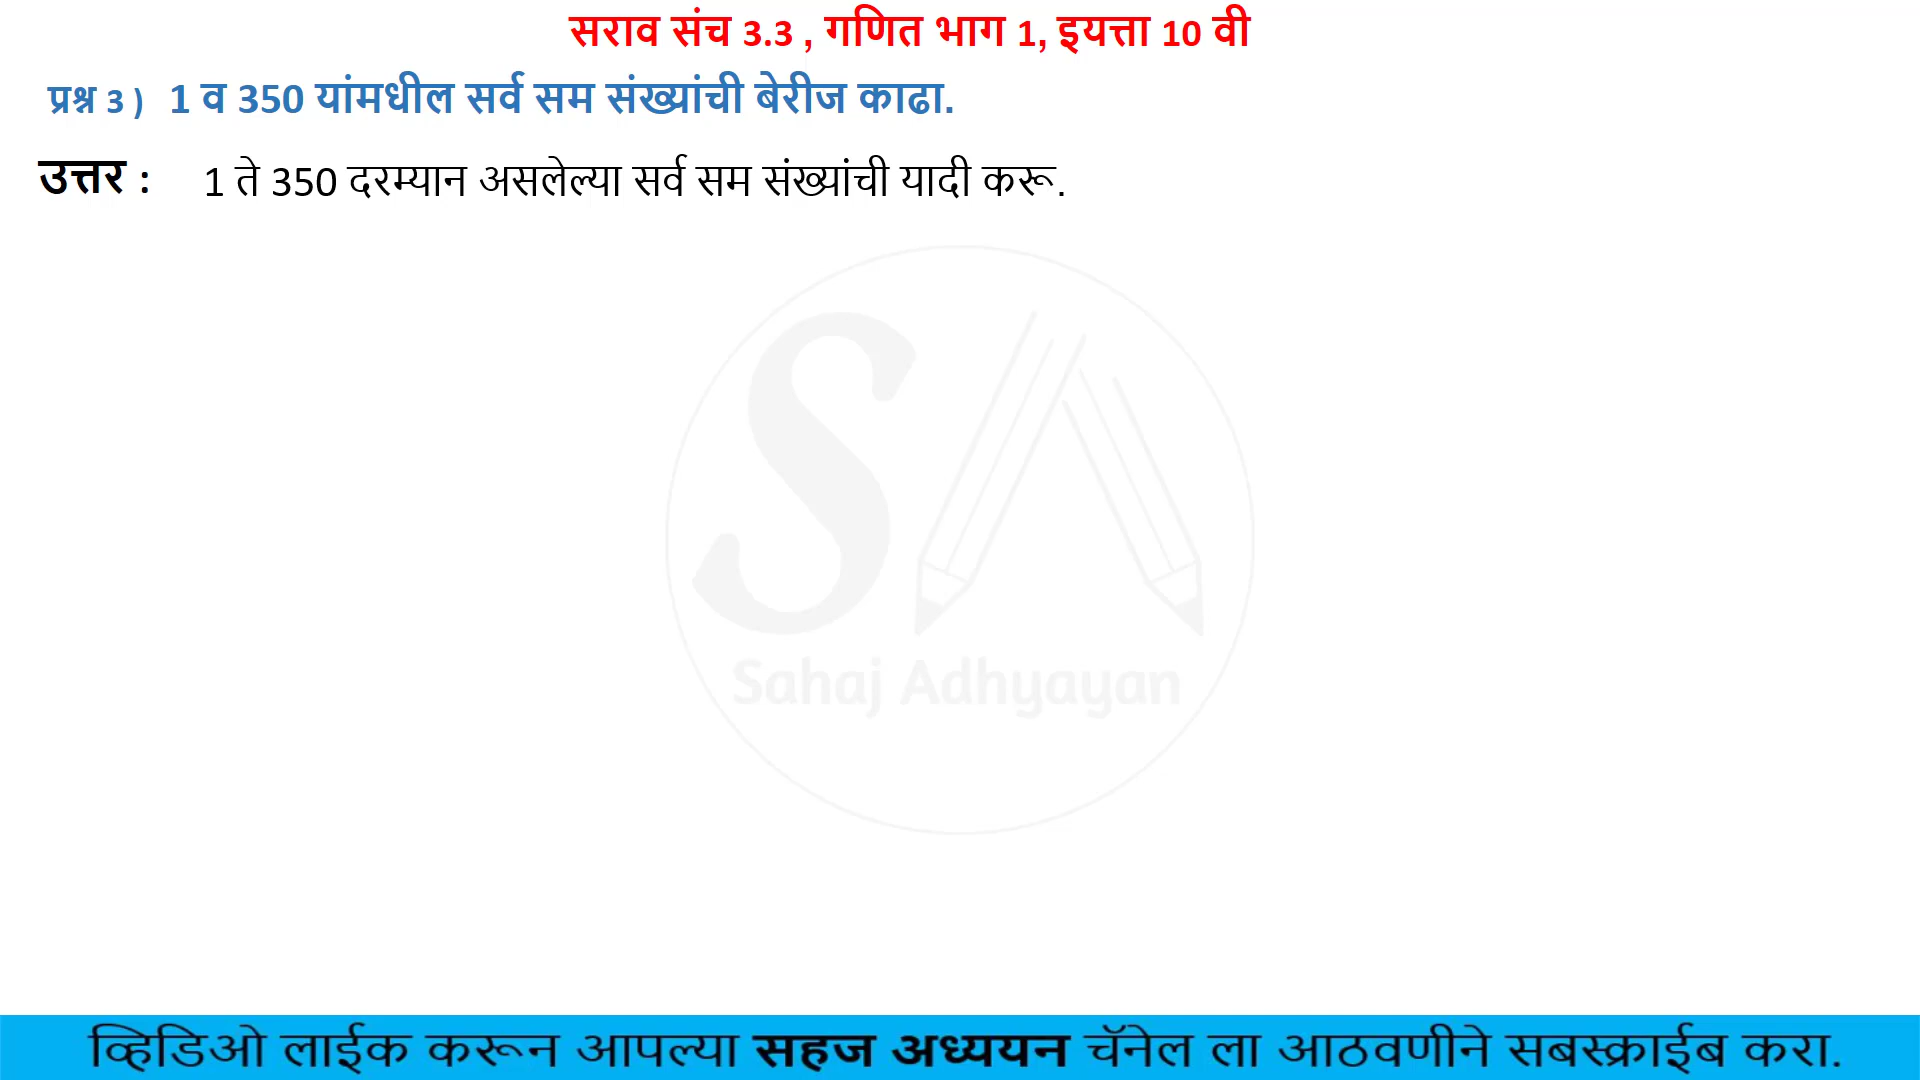 सराव संच 3.3 , गणित भाग 1, इयत्ता 10 वी
प्रश्न 3 ) 1 व 350 यांमधील सर्व सम संख्यांची बेरीज काढा.
उत्तर : 1 ते 350 दरम्यान असलेल्या सर्व सम संख्यांची यादी करू.
SA
Sahaj Adhyayan
व्हिडिओ लाईक करून आपल्या सहज अध्ययन चॅनेल ला आठवणीने सबस्क्राईब करा.